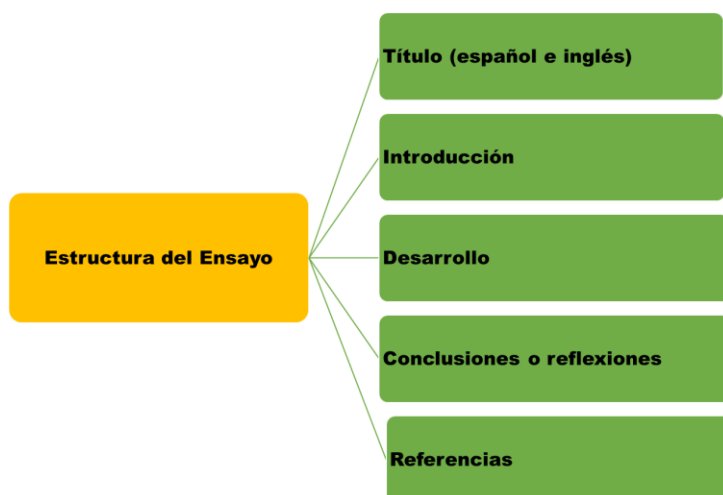 Título (español e inglés)
Introducción
Estructura del Ensayo
Desarrollo
Conclusiones o reflexiones
Referencias